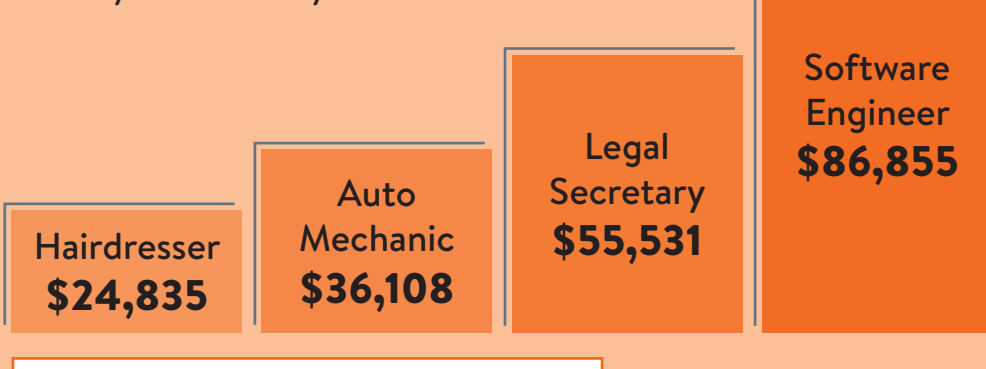 Hairdresser
$24,835
Auto
Mechanic
$36,108
Legal
Secretary
$55,531
Software
Engineer
$86,855